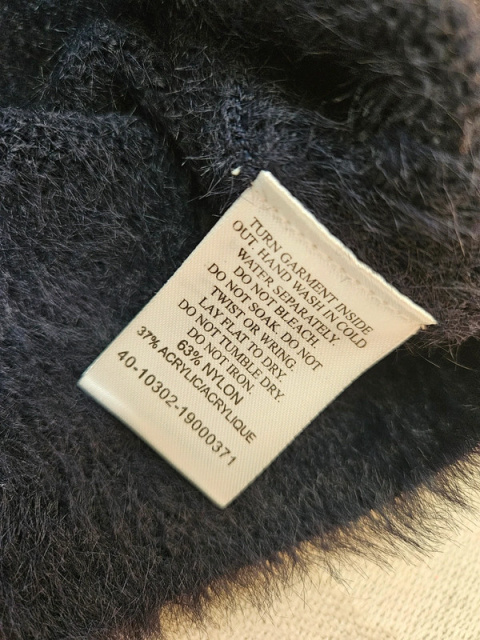 TURN GARMENT INSIDE
OUT. HAND WASH IN COLD
WATER SEPARATELY.
DO NOT BLEACH.
DO NOT SOAK. DO NOT
TWIST OR WRING.
LAY FLAT TO DRY.
DO NOT TUMBLE DRY.
DO NOT IRON.
63% NYLON
37% ACRYLIC/ACRYLIQUE
40-10302-19000371